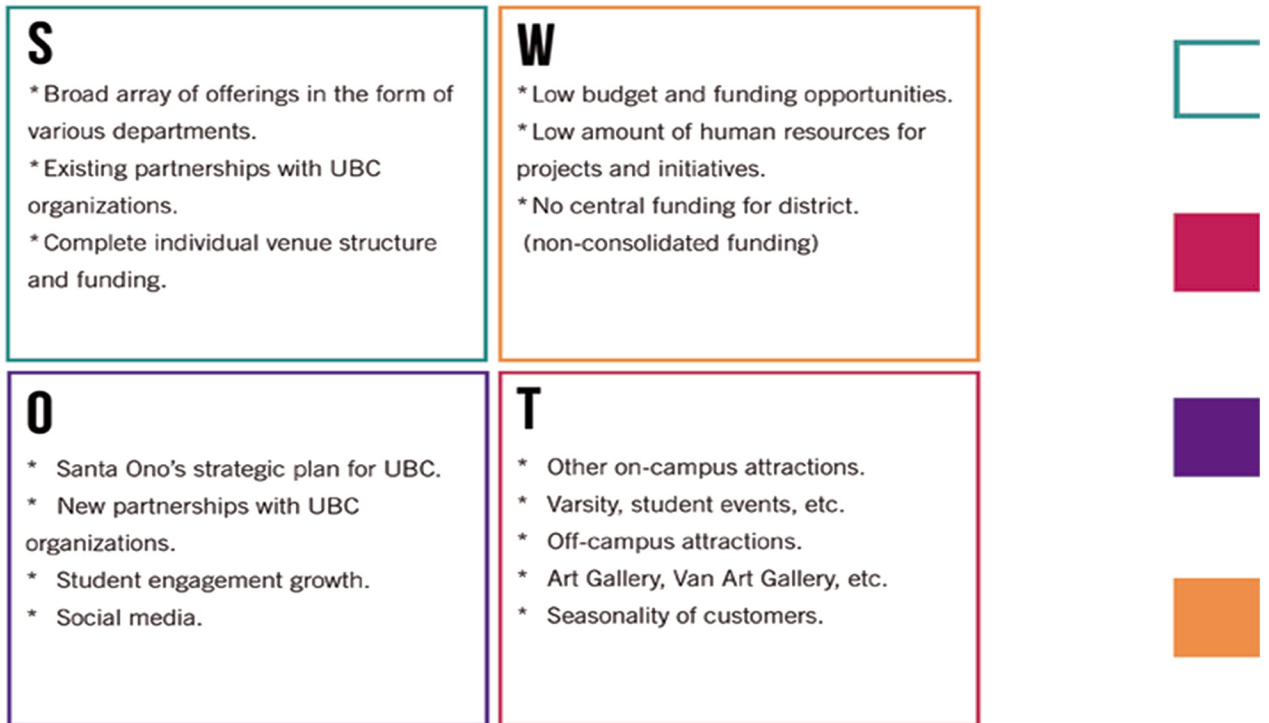 S
* Broad array of offerings in the form of
various departments.
* Existing partnerships with UBC
organizations.
* Complete individual venue structure
and funding.
W
* Low budget and funding opportunities.
* Low amount of human resources for
projects and initiatives.
* No central funding for district.
(non-consolidated funding)
O
* Santa Ono’s strategic plan for UBC.
* New partnerships with UBC
organizations.
* Student engagement growth.
* Social media.
T
* Other on-campus attractions.
* Varsity, student events, etc.
* Off-campus attractions.
* Art Gallery, Van Art Gallery, etc.
* Seasonality of customers.